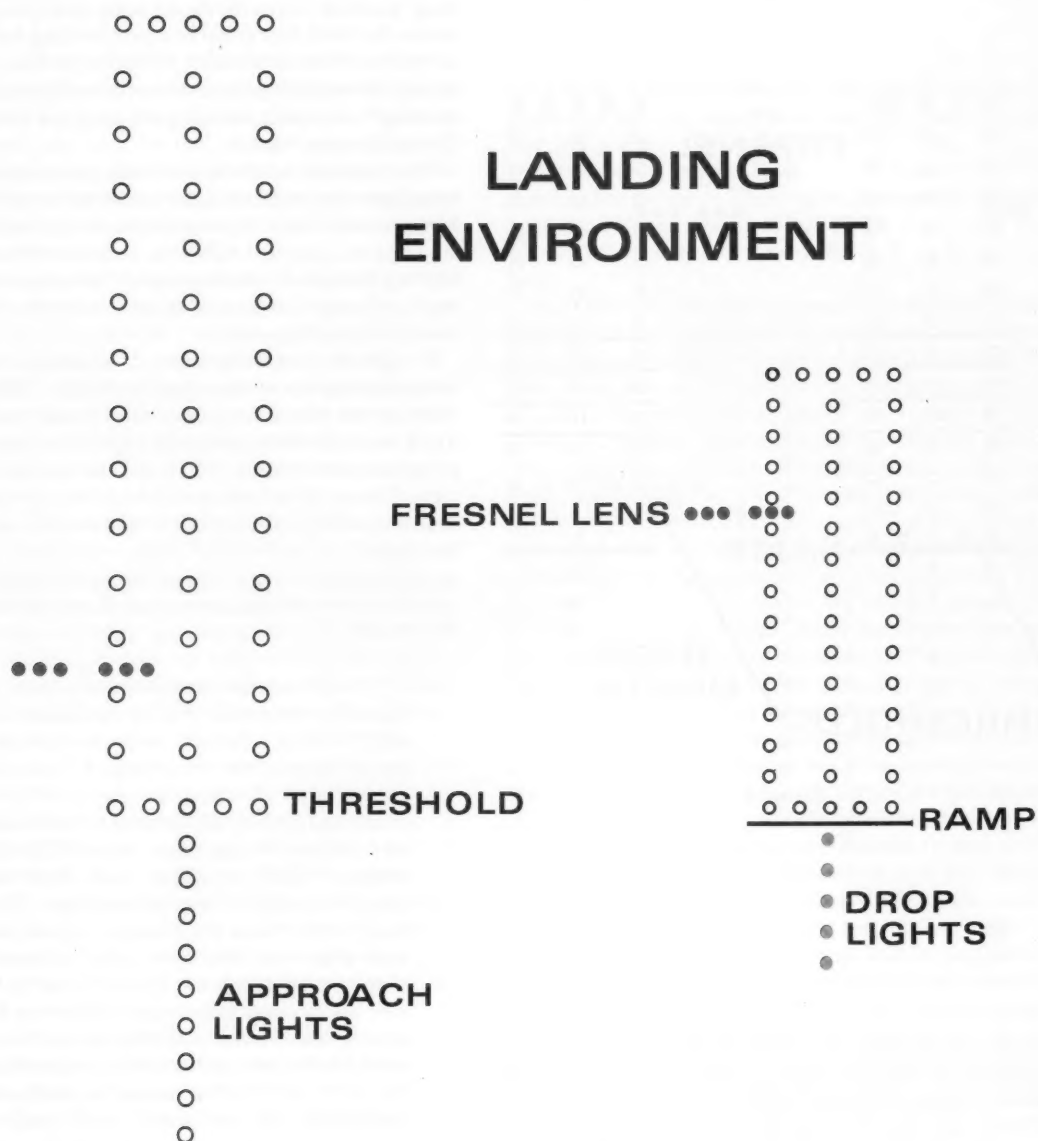 LANDING
ENVIRONMENT
FRESNEL LENS
THRESHOLD
RAMP
DROP
LIGHTS
APPROACH
LIGHTS